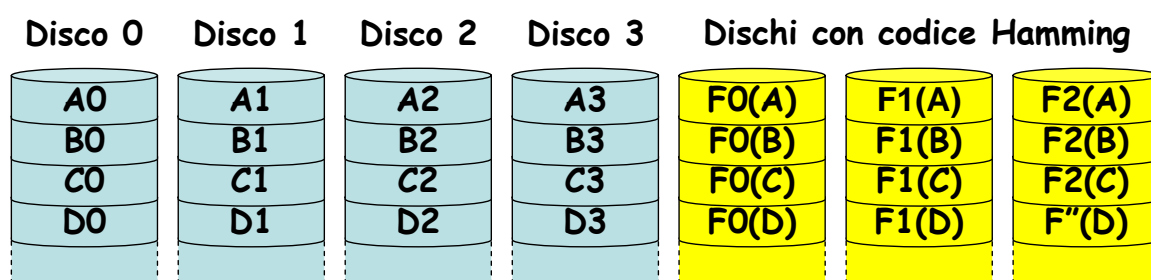 Disco 0 Disco 1 Disco 2 Disco 3 Dischi con codice Hamming
A0 A1 A2 A3 F0(A) F1(A) F2(A)
B0 B1 B2 B3 F0(B) F1(B) F2(B)
C0 C1 C2 C3 F0(C) F1(C) F2(C)
D0 D1 D2 D3 F0(D) F1(D) F”(D)